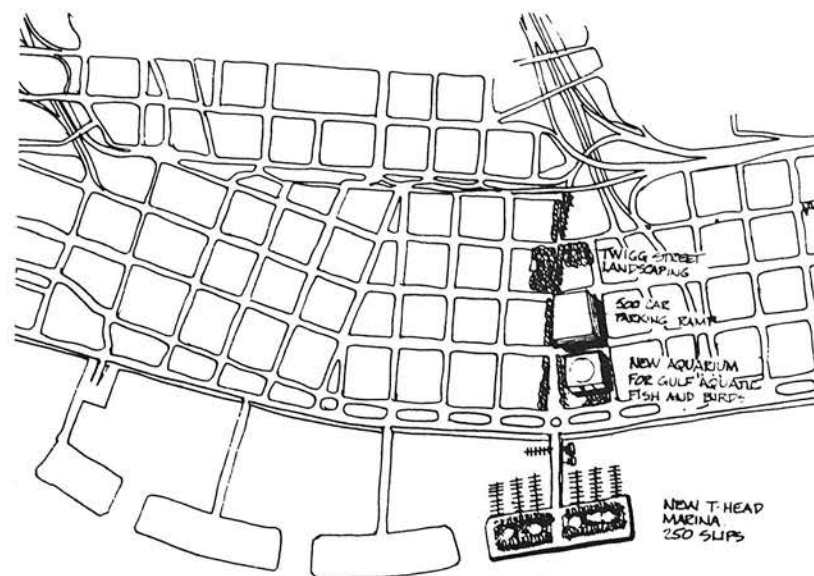 TWIGG STREET
LANDSCAPING
500 CAR
PARKING RAMP
NEW AQUARIUM
FOR GULF AQUATIC
FISH AND BIRDS
NEW T-HEAD
MARINA
250 SLIPS